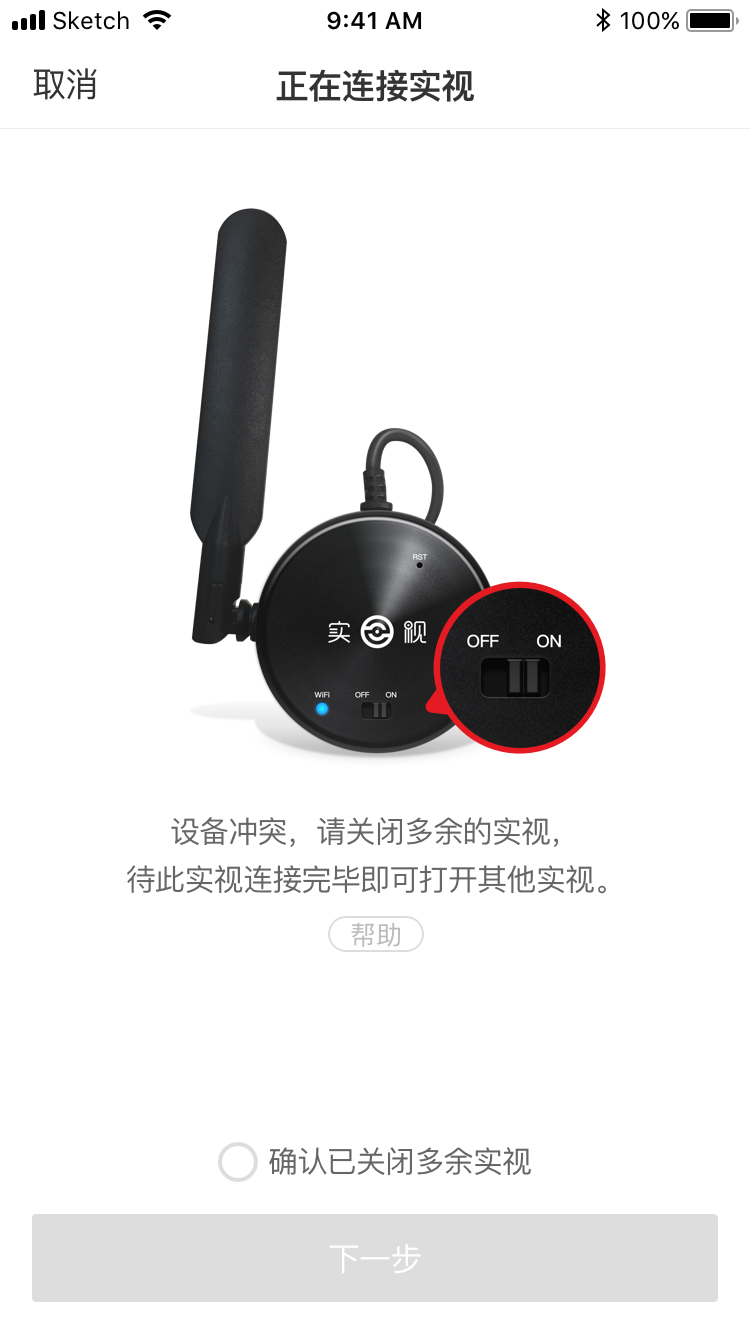 Sketch 9:41 AM 100%
取消 正在连接实视
RST
实 视
OFF ON
WiFi OFF ON
设备冲突，请关闭多余的实视，
待此实视连接完毕即可打开其他实视。
帮助
确认已关闭多余实视
下一步